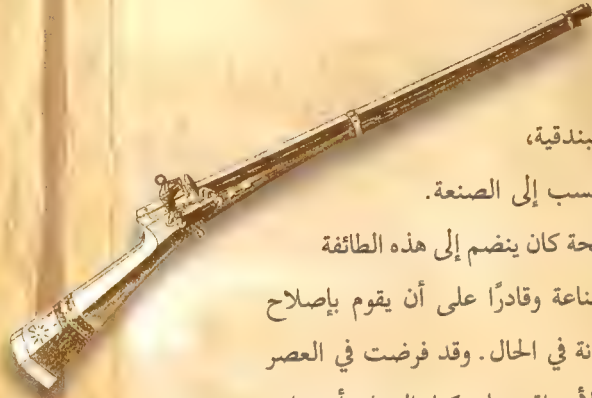 بندقية،
سب إلى الصنعة.
حة كان ينضم إلى هذه الطائفة
ناعة وقادرًا على أن يقوم بإصلاح
انة في الحال. وقد فرضت في العصر